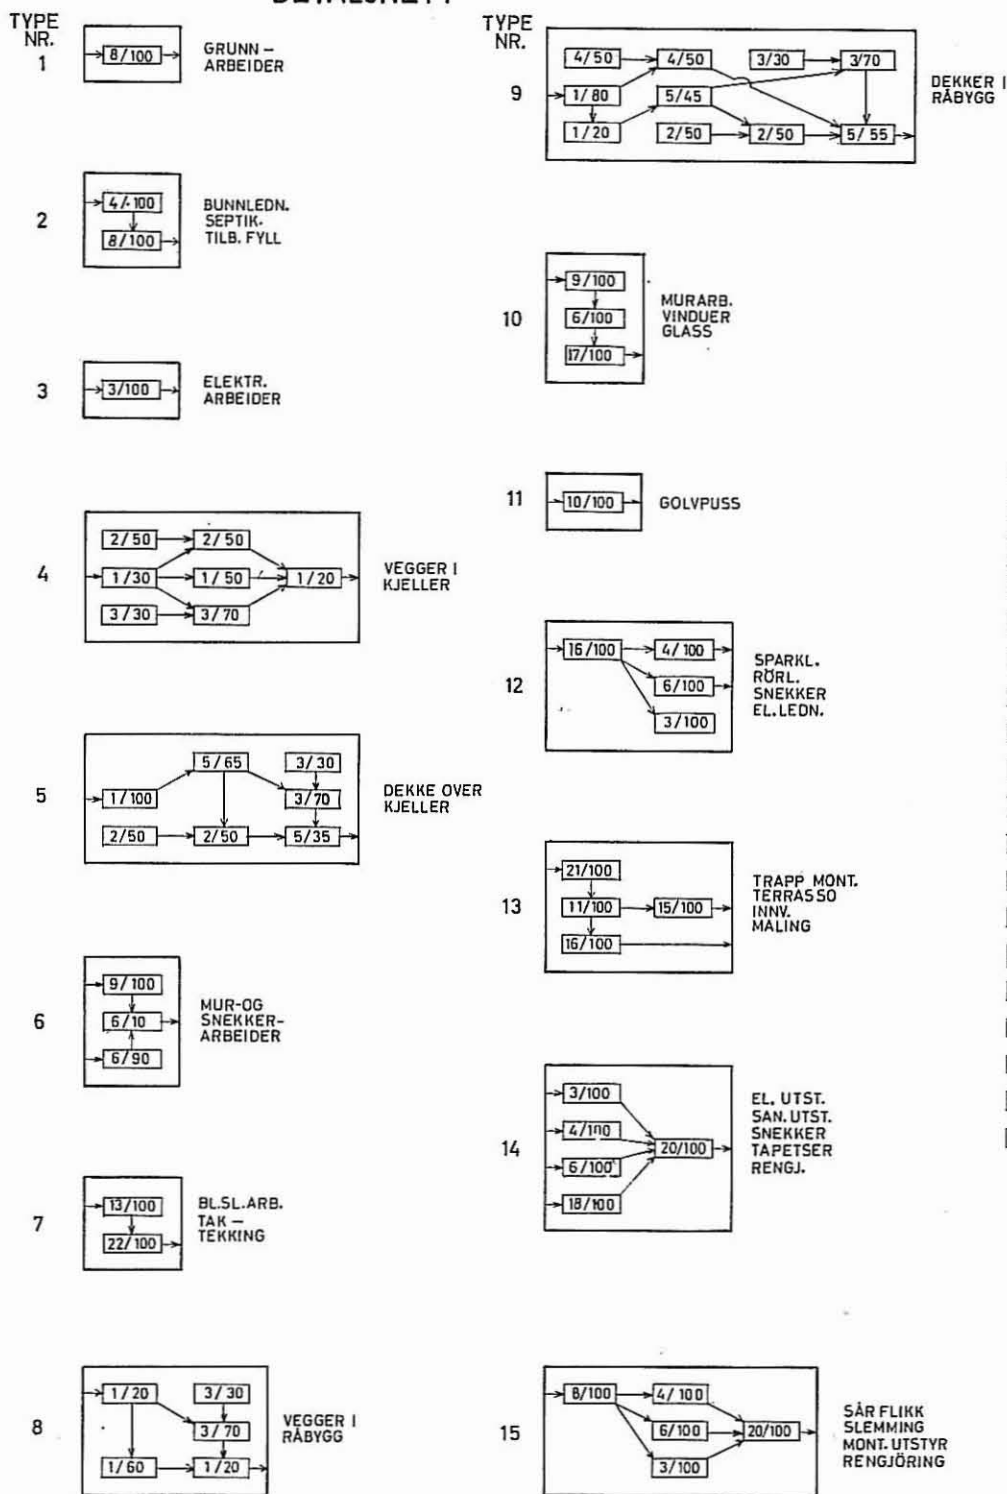 TYPE
NR.
1
8/100
GRUNN-
ARBEIDER
2
4/100
8/100
BUNNLEDN.
SEPTIK-
TILB. FYLL
3
3/100
ELEKTR.
ARBEIDER
4
2/50 2/50
1/30 1/50 1/20
3/30 3/70
VEGGER I
KJELLER
5
5/65 3/30
1/100 3/70
2/50 2/50 5/35
DEKKE OVER
KJELLER
6
9/100
6/10
6/90
MUR-OG
SNEKKER-
ARBEIDER
7
13/100
22/100
BL.SL.ARB.
TAK-
TEKKING
8
1/20 3/30
3/70
1/60 1/20
VEGGER I
RÅBYGG
TYPE
NR.
9
4/50 4/50 3/30 3/70
1/80 5/45
1/20 2/50 2/50 5/55
DEKKER I
RÅBYGG
10
9/100
6/100
17/100
MURARB.
VINDUER
GLASS
11
10/100
GOLVPUSS
12
16/100 4/100
6/100
3/100
SPARKL.
RÖRL.
SNEKKER
EL.LEDN.
13
21/100
11/100 15/100
16/100
TRAPP MONT.
TERRASSO
INNV.
MALING
14
3/100
4/100
20/100
6/100
18/100
EL. UTST.
SAN. UTST.
SNEKKER
TAPETSER
RENGJ.
15
8/100 4/100
6/100 20/100
3/100
SÅR FLIKK
SLEMMING
MONT. UTSTYR
RENGJÖRING